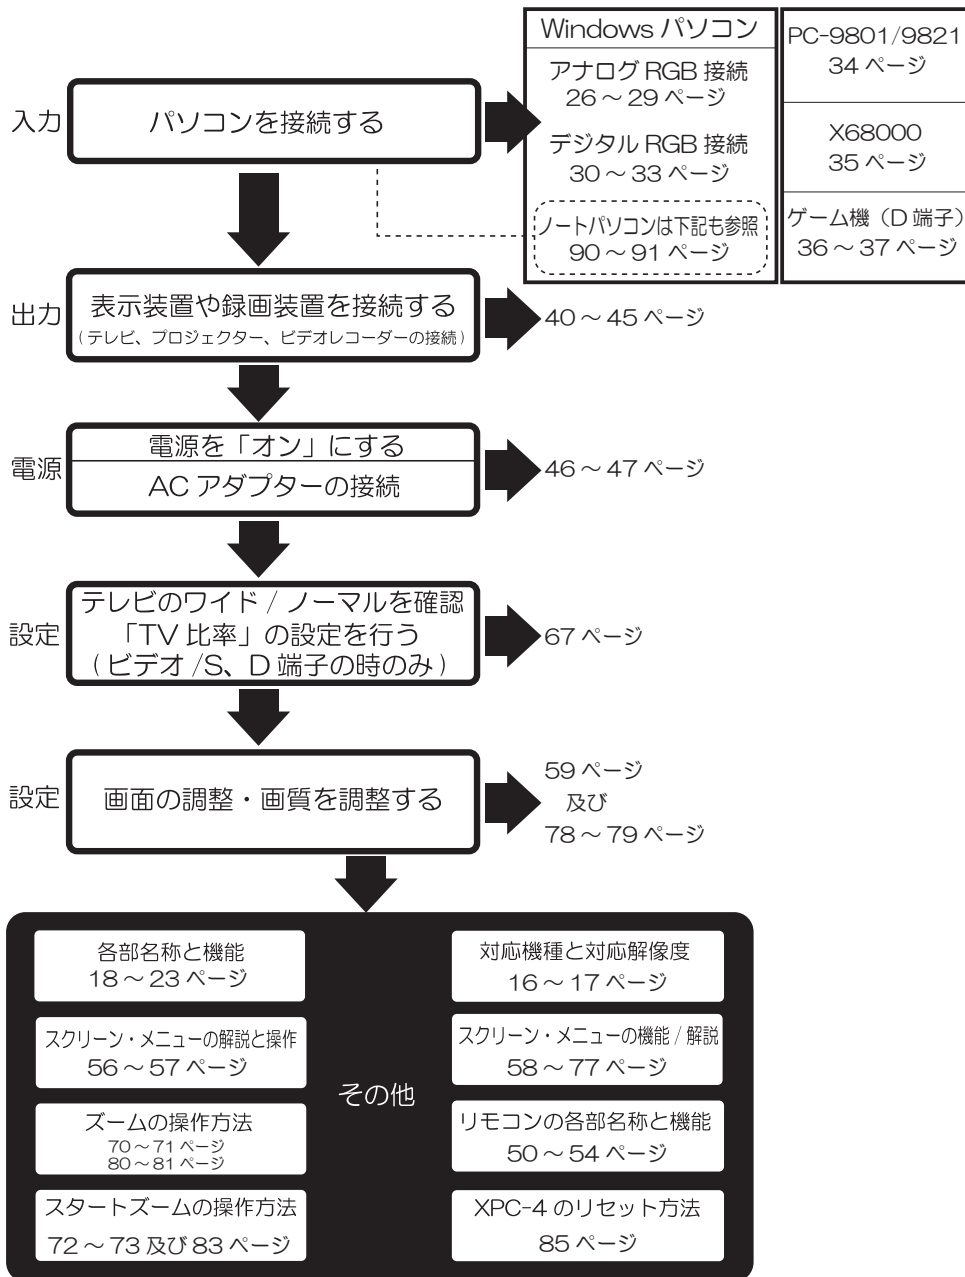 入力
パソコンを接続する
Windows パソコン
アナログ RGB 接続
26 ～ 29 ページ
デジタル RGB 接続
30 ～ 33 ページ
ノートパソコンは下記も参照
90 ～ 91 ページ
PC-9801/9821
34 ページ
X68000
35 ページ
ゲーム機（D 端子）
36 ～ 37 ページ
出力
表示装置や録画装置を接続する
( テレビ、プロジェクター、ビデオレコーダーの接続 )
40 ～ 45 ページ
電源
電源を「オン」にする
AC アダプターの接続
46 ～ 47 ページ
設定
テレビのワイド / ノーマルを確認
「TV 比率」の設定を行う
( ビデオ /S、D 端子の時のみ )
67 ページ
設定
画面の調整・画質を調整する
59 ページ
及び
78 ～ 79 ページ
その他
各部名称と機能
18 ～ 23 ページ
スクリーン・メニューの解説と操作
56 ～ 57 ページ
ズームの操作方法
70 ～ 71 ページ
80 ～ 81 ページ
スタートズームの操作方法
72 ～ 73 及び 83 ページ
対応機種と対応解像度
16 ～ 17 ページ
スクリーン・メニューの機能 / 解説
58 ～ 77 ページ
リモコンの各部名称と機能
50 ～ 54 ページ
XPC-4 のリセット方法
85 ページ